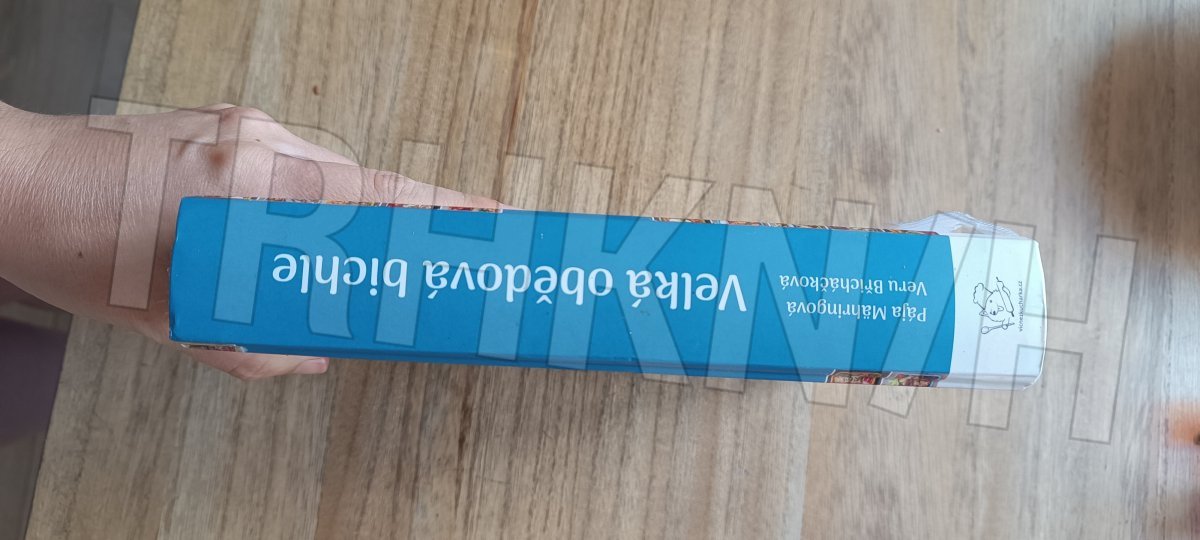 Pája Mähringová
Veru Břicháčková
Velká obědová bichle
TRHKNIH